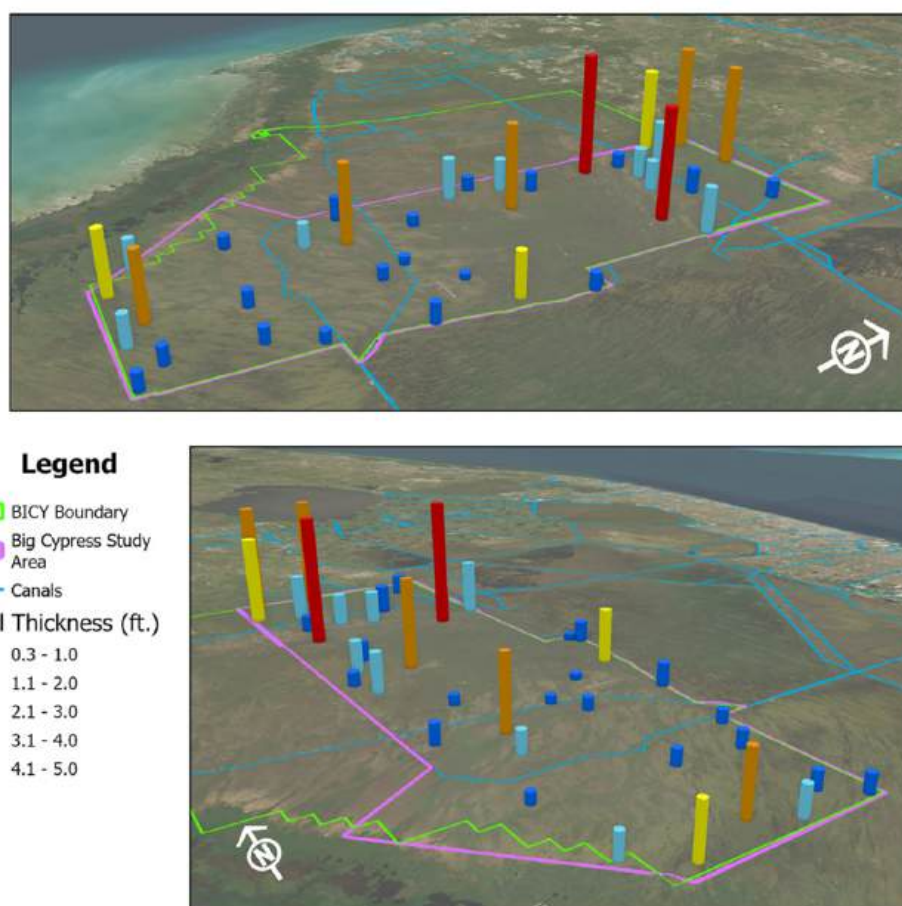 N
Legend
BICY Boundary
Big Cypress Study
Area
Canals
l Thickness (ft.)
0.3 - 1.0
1.1 - 2.0
2.1 - 3.0
3.1 - 4.0
4.1 - 5.0
N